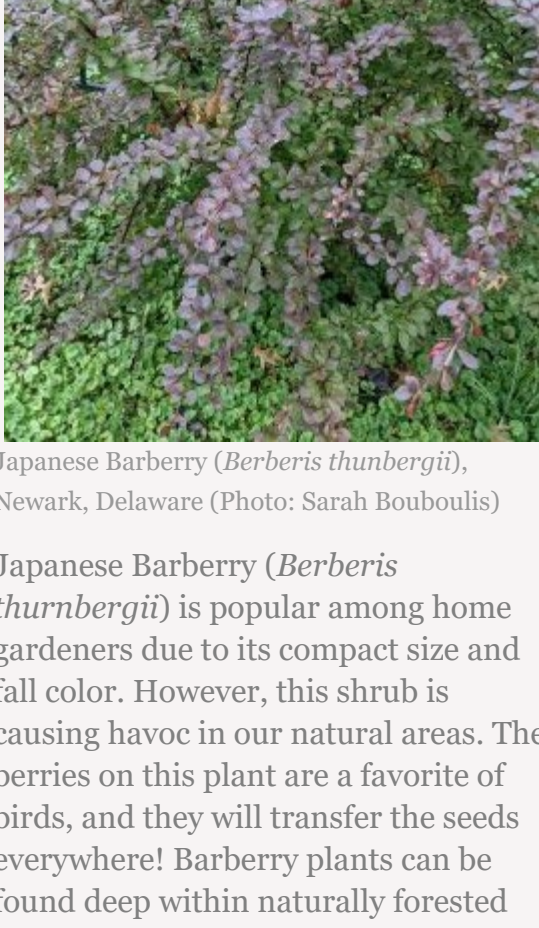 Japanese Barberry (Berberis thunbergii),
Newark, Delaware (Photo: Sarah Bouboulis)
Japanese Barberry (Berberis
thurnbergii) is popular among home
gardeners due to its compact size and
fall color. However, this shrub is
causing havoc in our natural areas. The
berries on this plant are a favorite of
birds, and they will transfer the seeds
everywhere! Barberry plants can be
found deep within naturally forested